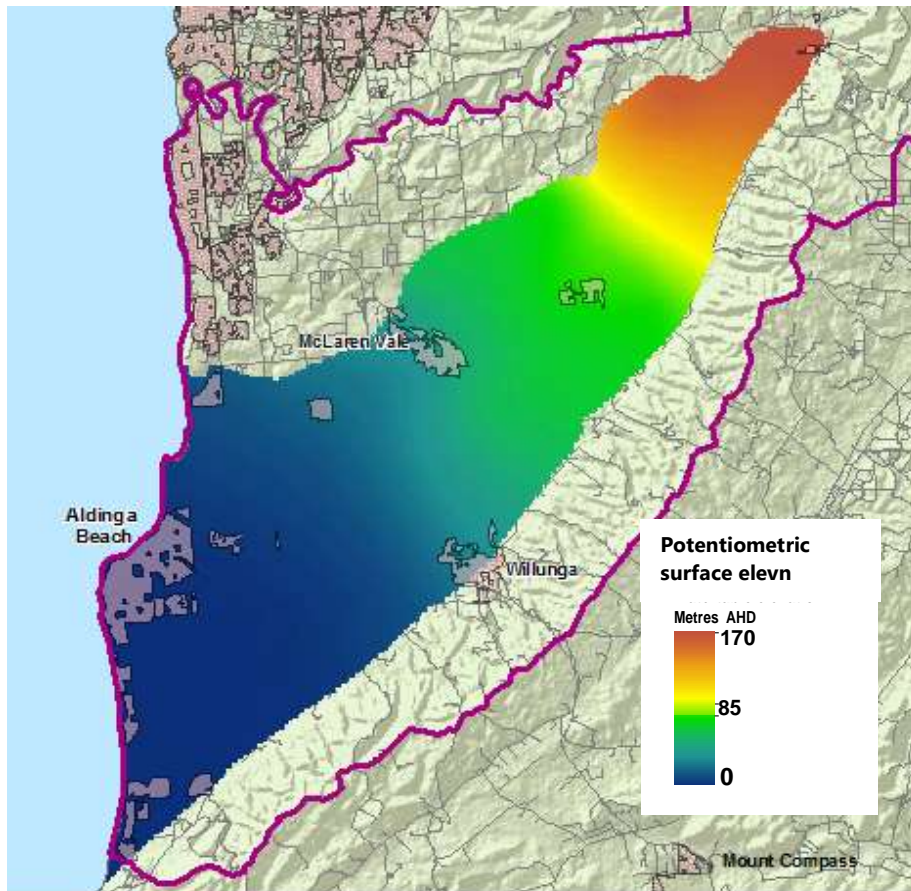 McLaren Vale
Aldinga
Beach
Willunga
Potentiometric
surface elevn
Metres AHD
170
85
0
Mount Compass